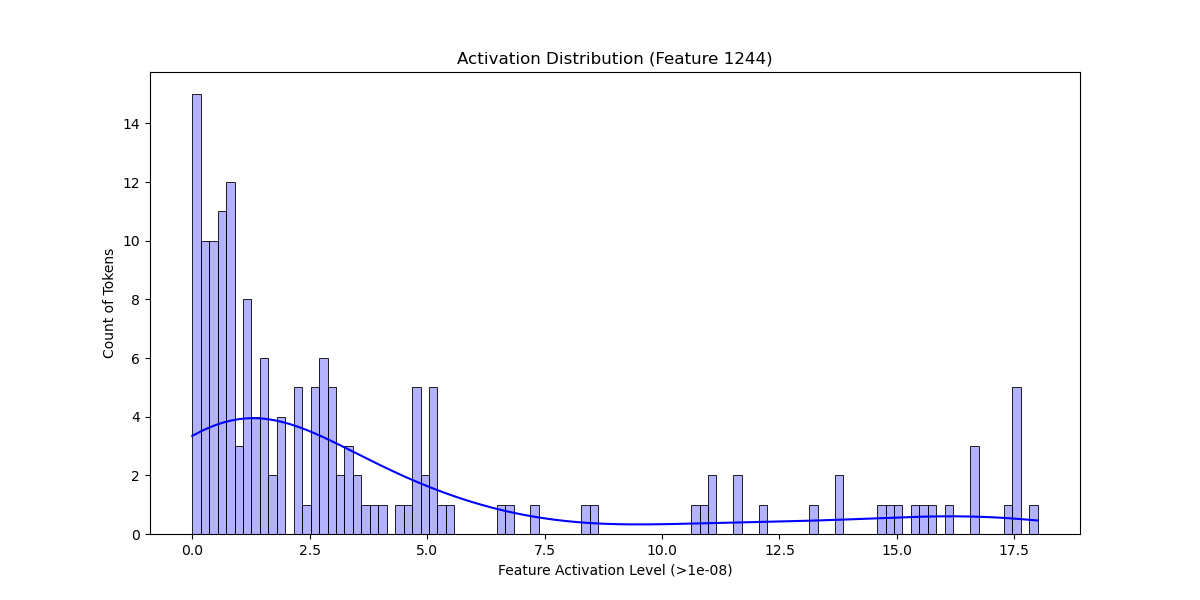 Activation Distribution (Feature 1244)
14
12
10
8
6
4
2
0
Count of Tokens
0.0 2.5 5.0 7.5 10.0 12.5 15.0 17.5
Feature Activation Level (>1e-08)